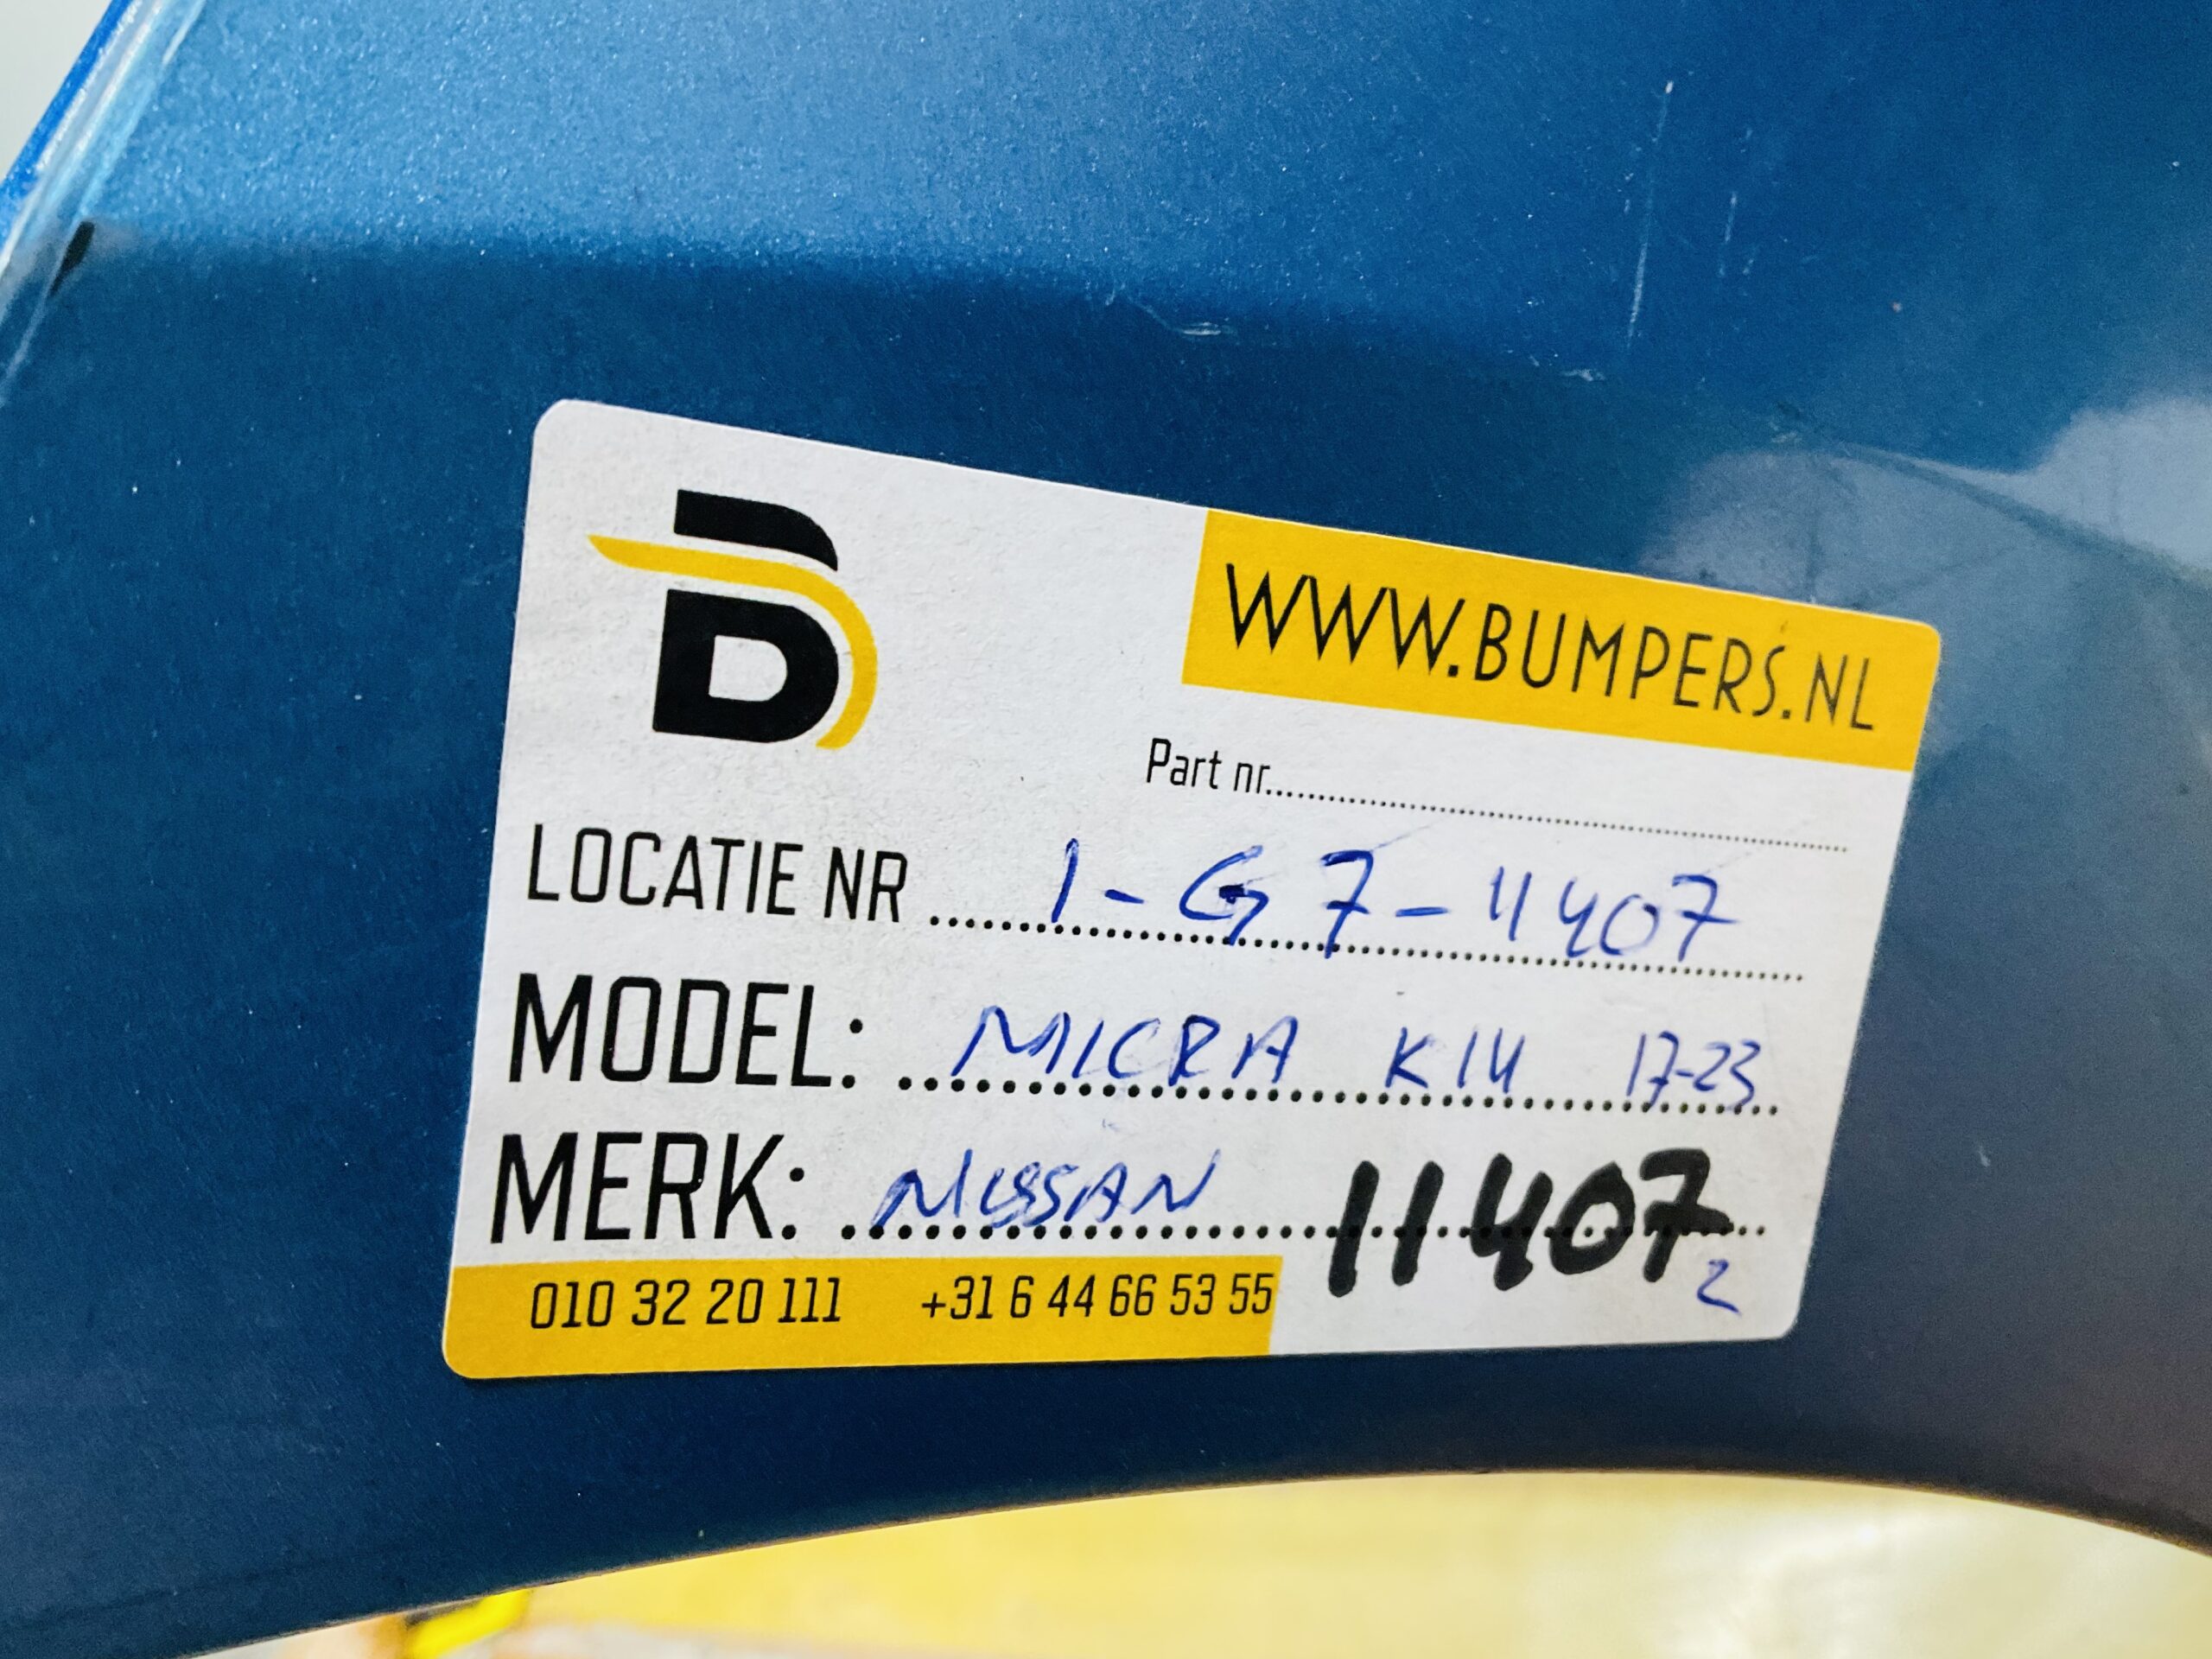 B
WWW.BUMPERS.NL
Part nr...............
LOCATIE NR ..... 1-G7-11407
MODEL: ..... MICRA K14 17-23
MERK: ..... NISSAN 11407
2
010 32 20 111 +31 6 44 66 53 55